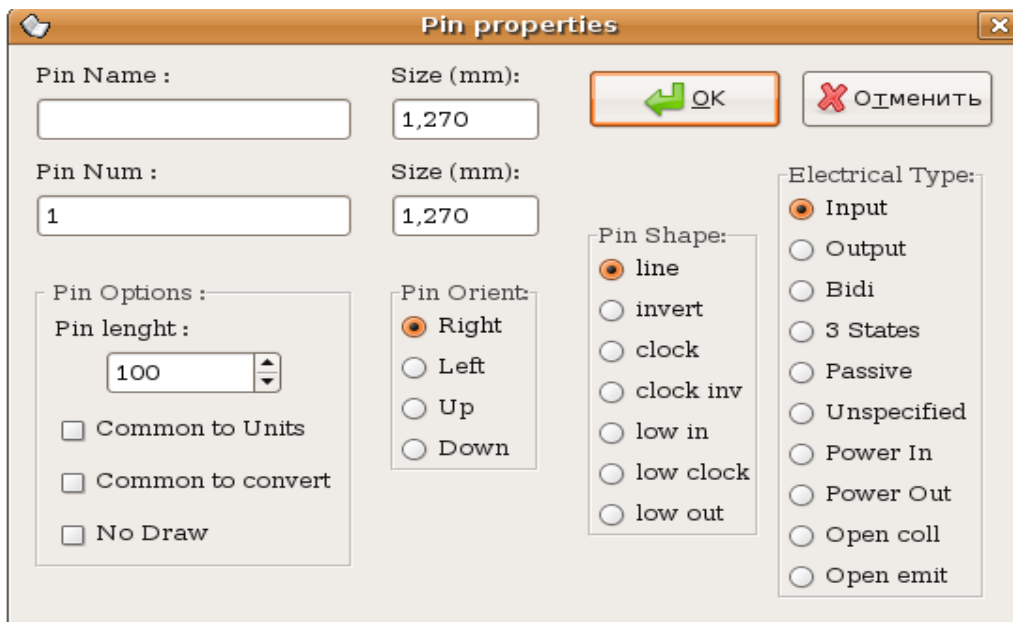 Pin properties
Pin Name :
Size (mm):
OK
Отменить
1,270
Pin Num :
Size (mm):
1
1,270
Pin Options :
Pin lenght :
100
Common to Units
Common to convert
No Draw
Pin Orient:
Right
Left
Up
Down
Pin Shape:
line
invert
clock
clock inv
low in
low clock
low out
Electrical Type:
Input
Output
Bidi
3 States
Passive
Unspecified
Power In
Power Out
Open coll
Open emit